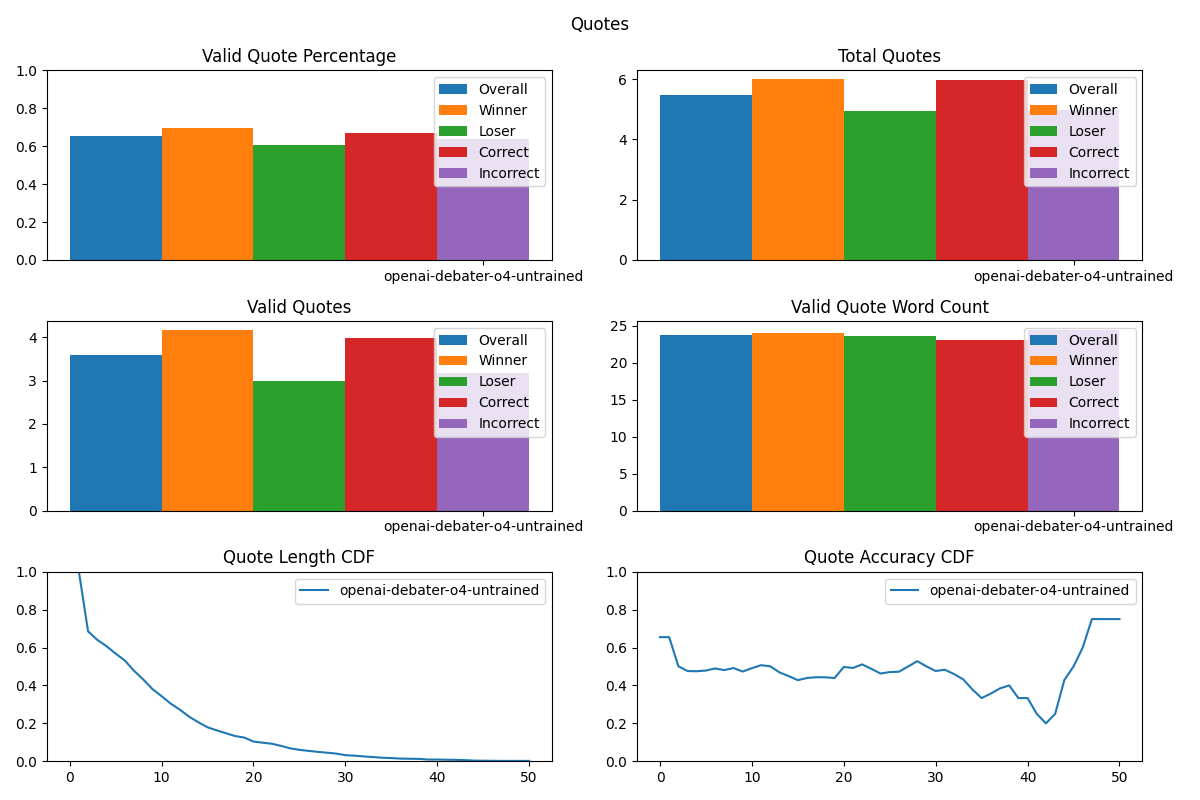 Quotes
Valid Quote Percentage
1.0
0.8
0.6
0.4
0.2
0.0
Overall
Winner
Loser
Correct
Incorrect
openai-debater-o4-untrained
Total Quotes
6
4
2
0
Overall
Winner
Loser
Correct
Incorrect
openai-debater-o4-untrained
Valid Quotes
4
3
2
1
0
Overall
Winner
Loser
Correct
Incorrect
openai-debater-o4-untrained
Valid Quote Word Count
25
20
15
10
5
0
Overall
Winner
Loser
Correct
Incorrect
openai-debater-o4-untrained
Quote Length CDF
1.0
0.8
0.6
0.4
0.2
0.0
openai-debater-o4-untrained
0 10 20 30 40 50
Quote Accuracy CDF
1.0
0.8
0.6
0.4
0.2
0.0
openai-debater-o4-untrained
0 10 20 30 40 50